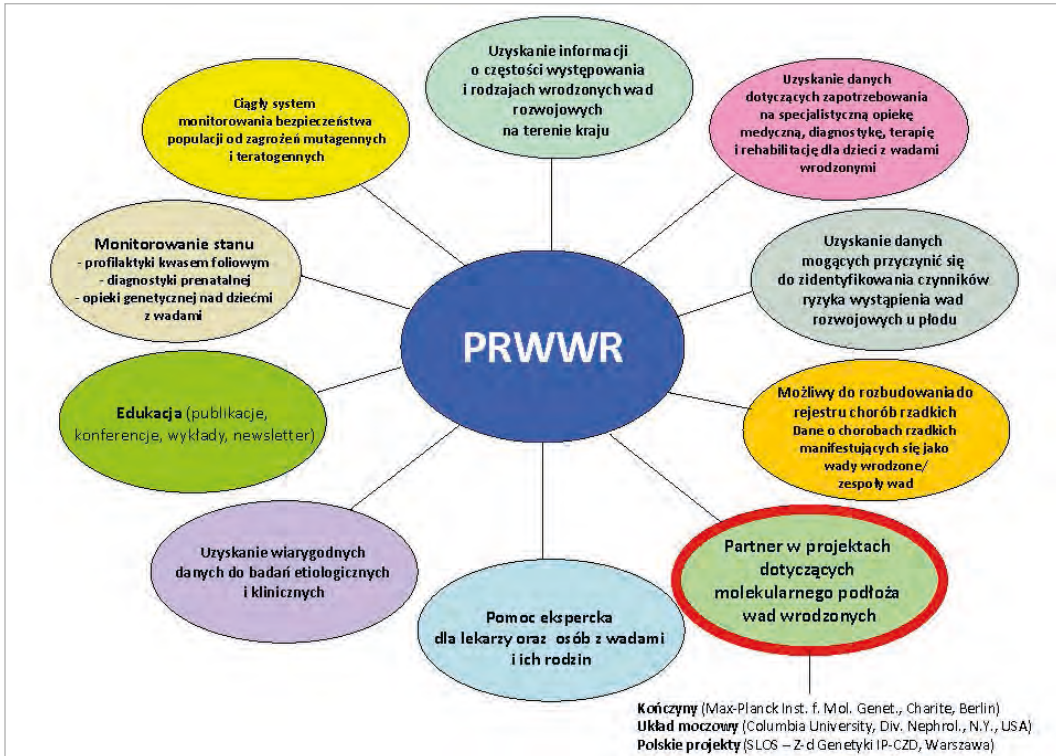 Uzyskanie informacji
o częstości występowania
i rodzajach wrodzonych wad
rozwojowych
na terenie kraju
Uzyskanie danych
dotyczących zapotrzebowania
na specjalistyczną opiekę
medyczną, diagnostykę, terapię
i rehabilitację dla dzieci z wadami
wrodzonymi
Ciągły system
monitorowania bezpieczeństwa
populacji od zagrożeń mutagennych
i teratogennych
Monitorowanie stanu
- profilaktyki kwasem foliowym
- diagnostyki prenatalnej
- opieki genetycznej nad dziećmi
z wadami
Uzyskanie danych
mogących przyczynić się
do zidentyfikowania czynników
ryzyka wystąpienia wad
rozwojowych u płodu
PRWWR
Edukacja (publikacje,
konferencje, wykłady, newsletter)
Możliwy do rozbudowania do
rejestru chorób rzadkich
Dane o chorobach rzadkich
manifestujących się jako
wady wrodzone/
zespoły wad
Uzyskanie wiarygodnych
danych do badań etiologicznych
i klinicznych
Pomoc ekspercka
dla lekarzy oraz osób z wadami
i ich rodzin
Partner w projektach
dotyczących
molekularnego podłoża
wad wrodzonych
Kończyny (Max-Planck Inst. f. Mol. Genet., Charite, Berlin)
Układ moczowy (Columbia University, Div. Nephrol., N.Y., USA)
Polskie projekty (SLOS – Z-d Genetyki IP-CZD, Warszawa)